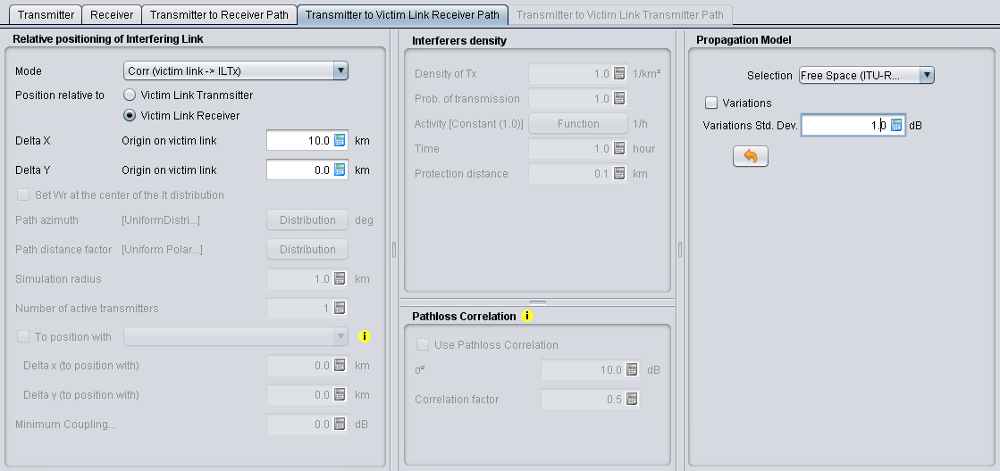 Transmitter Receiver Transmitter to Receiver Path Transmitter to Victim Link Receiver Path Transmitter to Victim Link Transmitter Path
Relative positioning of Interfering Link
Mode Corr (victim link -> ILTx)
Position relative to Victim Link Tranmsitter
Victim Link Receiver
Delta X Origin on victim link 10.0 km
Delta Y Origin on victim link 0.0 km
Set Wr at the center of the It distribution
Path azimuth [UniformDistri...] Distribution deg
Path distance factor [Uniform Polar...] Distribution
Simulation radius 1.0 km
Number of active transmitters 1
To position with i
Delta x (to position with) 0.0 km
Delta y (to position with) 0.0 km
Minimum Coupling... 0.0 dB
Interferers density
Density of Tx 1.0 1/km²
Prob. of transmission 1.0
Activity [Constant (1.0)] Function 1/h
Time 1.0 hour
Protection distance 0.1 km
Pathloss Correlation i
Use Pathloss Correlation
σ² 10.0 dB
Correlation factor 0.5
Propagation Model
Selection Free Space (ITU-R...
Variations
Variations Std. Dev. 1.0 dB